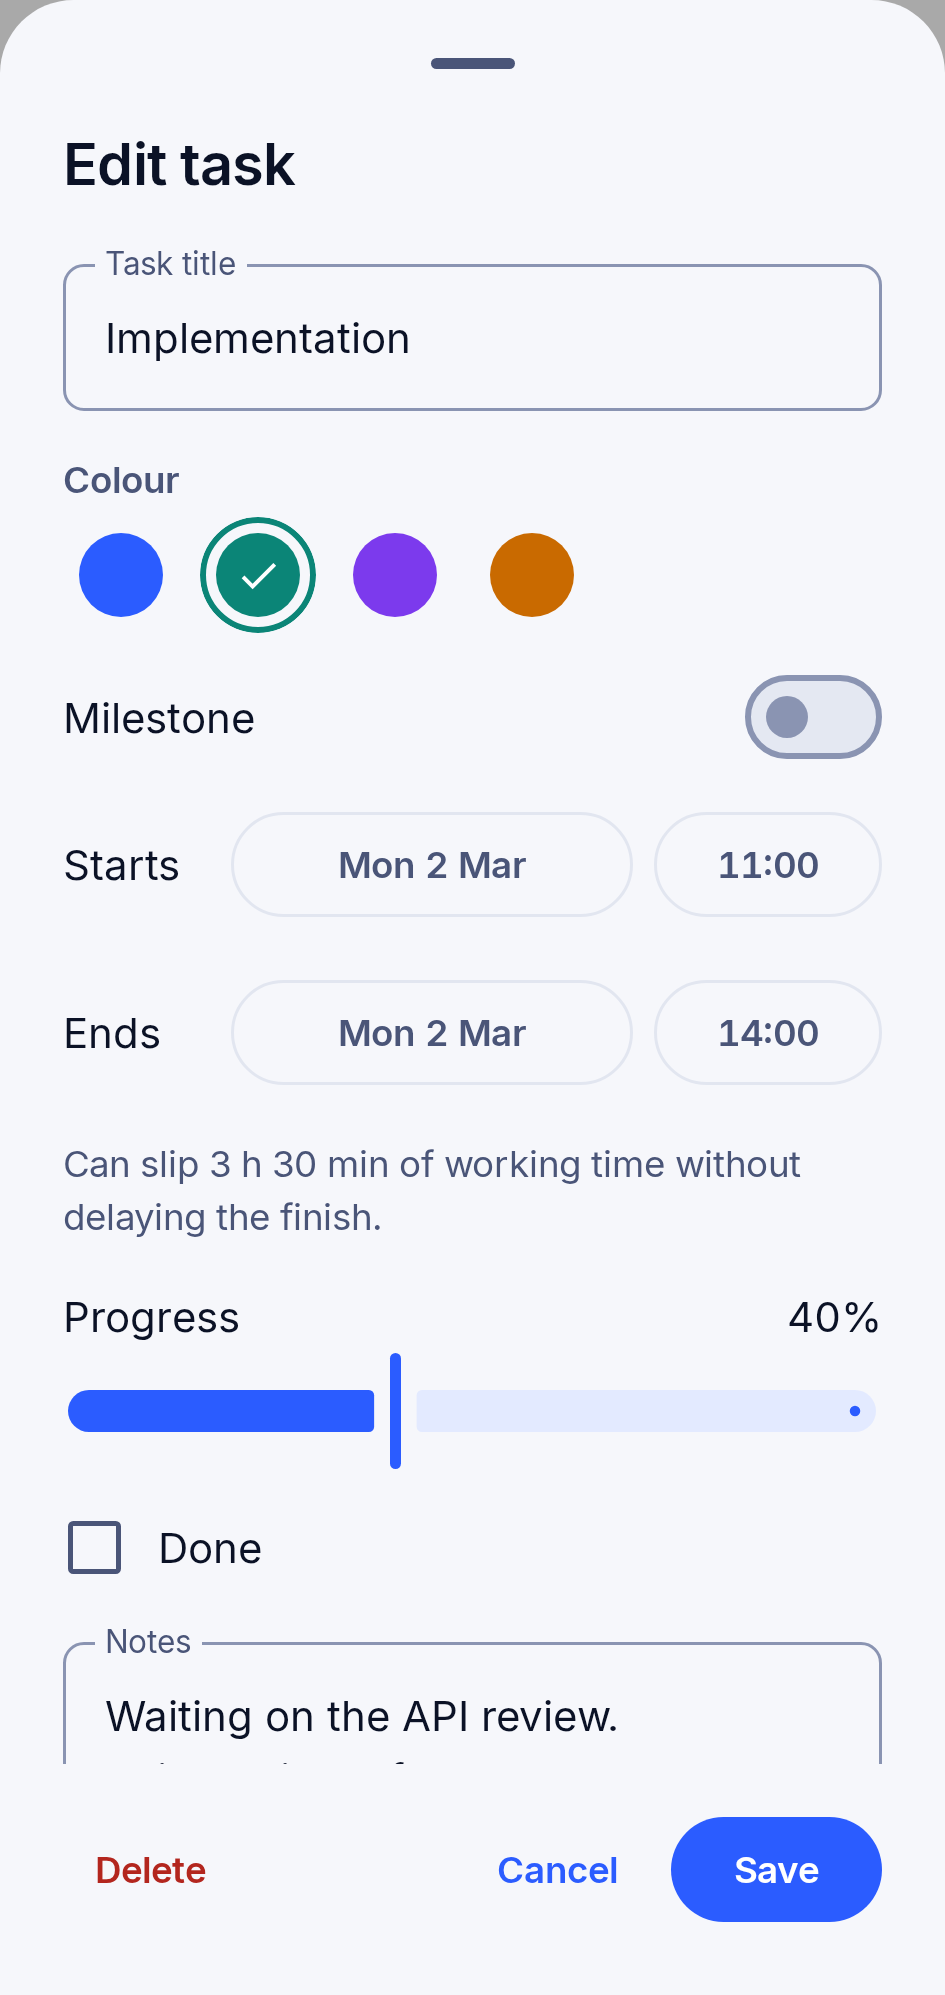 Edit task
Task title
Implementation
Colour
Milestone
Starts
Mon 2 Mar
11:00
Ends
Mon 2 Mar
14:00
Can slip 3 h 30 min of working time without
delaying the finish.
Progress
40%
Done
Notes
Waiting on the API review.
Delete
Cancel
Save